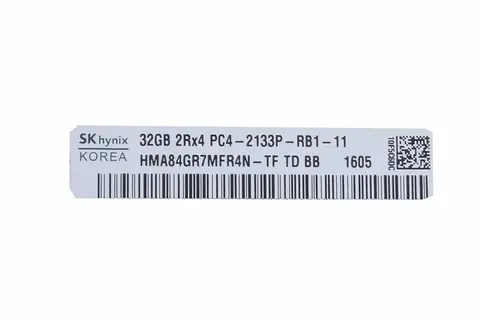 SK hynix
KOREA
32GB 2Rx4 PC4-2133P-RB1-11
HMA84GR7MFR4N-TF TD BB 1605